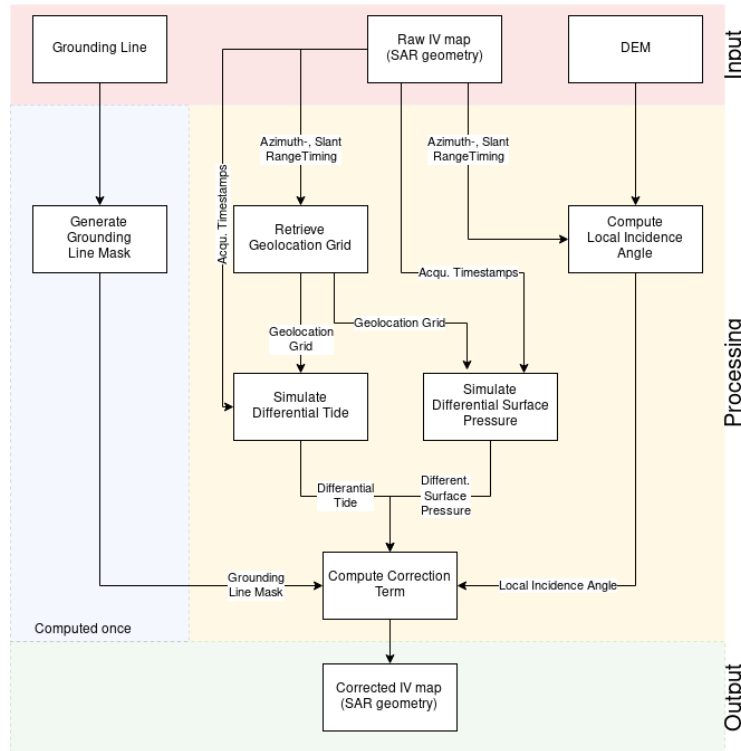 Grounding Line
Raw IV map
(SAR geometry)
DEM
Input
Azimuth-, Slant
RangeTiming
Azimuth-, Slant
RangeTiming
Acqu. Timestamps
Generate
Grounding
Line Mask
Retrieve
Geolocation Grid
Compute
Local Incidence
Angle
Acqu. Timestamps
Geolocation
Grid
Geolocation Grid
Processing
Simulate
Differential Tide
Simulate
Differential Surface
Pressure
Differantial
Tide
Different.
Surface
Pressure
Grounding
Line Mask
Compute Correction
Term
Local Incidence Angle
Computed once
Corrected IV map
(SAR geometry)
Output